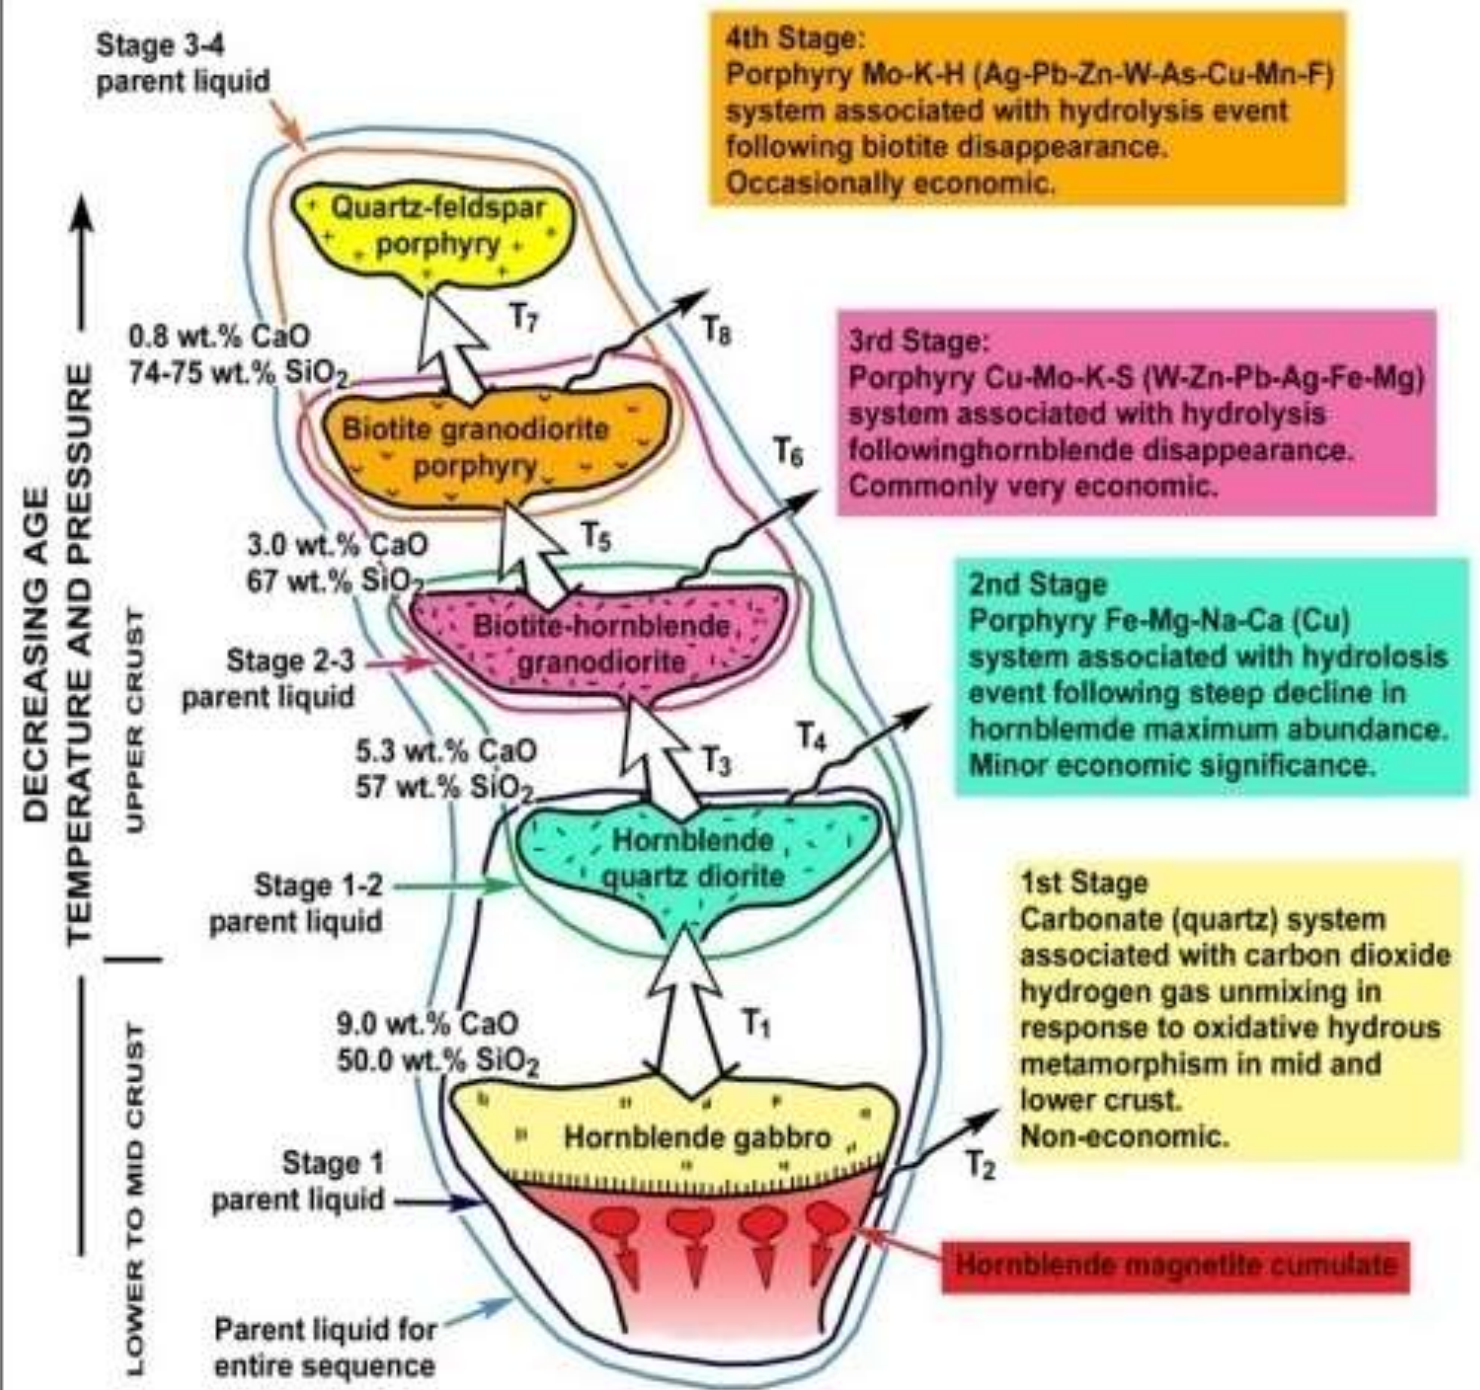 Stage 3-4
parent liquid
4th Stage:
Porphyry Mo-K-H (Ag-Pb-Zn-W-As-Cu-Mn-F)
system associated with hydrolysis event
following biotite disappearance.
Occasionally economic.
Quartz-feldspar
porphyry
T7
T8
0.8 wt.% CaO
74-75 wt.% SiO2
3rd Stage:
Porphyry Cu-Mo-K-S (W-Zn-Pb-Ag-Fe-Mg)
system associated with hydrolysis
followinghornblende disappearance.
Commonly very economic.
Biotite granodiorite
porphyry
T6
T5
3.0 wt.% CaO
67 wt.% SiO2
2nd Stage
Porphyry Fe-Mg-Na-Ca (Cu)
system associated with hydrolosis
event following steep decline in
hornblemde maximum abundance.
Minor economic significance.
Biotite-hornblende
granodiorite
Stage 2-3
parent liquid
T4
T3
5.3 wt.% CaO
57 wt.% SiO2
Hornblende
quartz diorite
Stage 1-2
parent liquid
1st Stage
Carbonate (quartz) system
associated with carbon dioxide
hydrogen gas unmixing in
response to oxidative hydrous
metamorphism in mid and
lower crust.
Non-economic.
T1
9.0 wt.% CaO
50.0 wt.% SiO2
Hornblende gabbro
T2
Stage 1
parent liquid
Hornblende magnetite cumulate
Parent liquid for
entire sequence
DECREASING AGE
TEMPERATURE AND PRESSURE
UPPER CRUST
LOWER TO MID CRUST